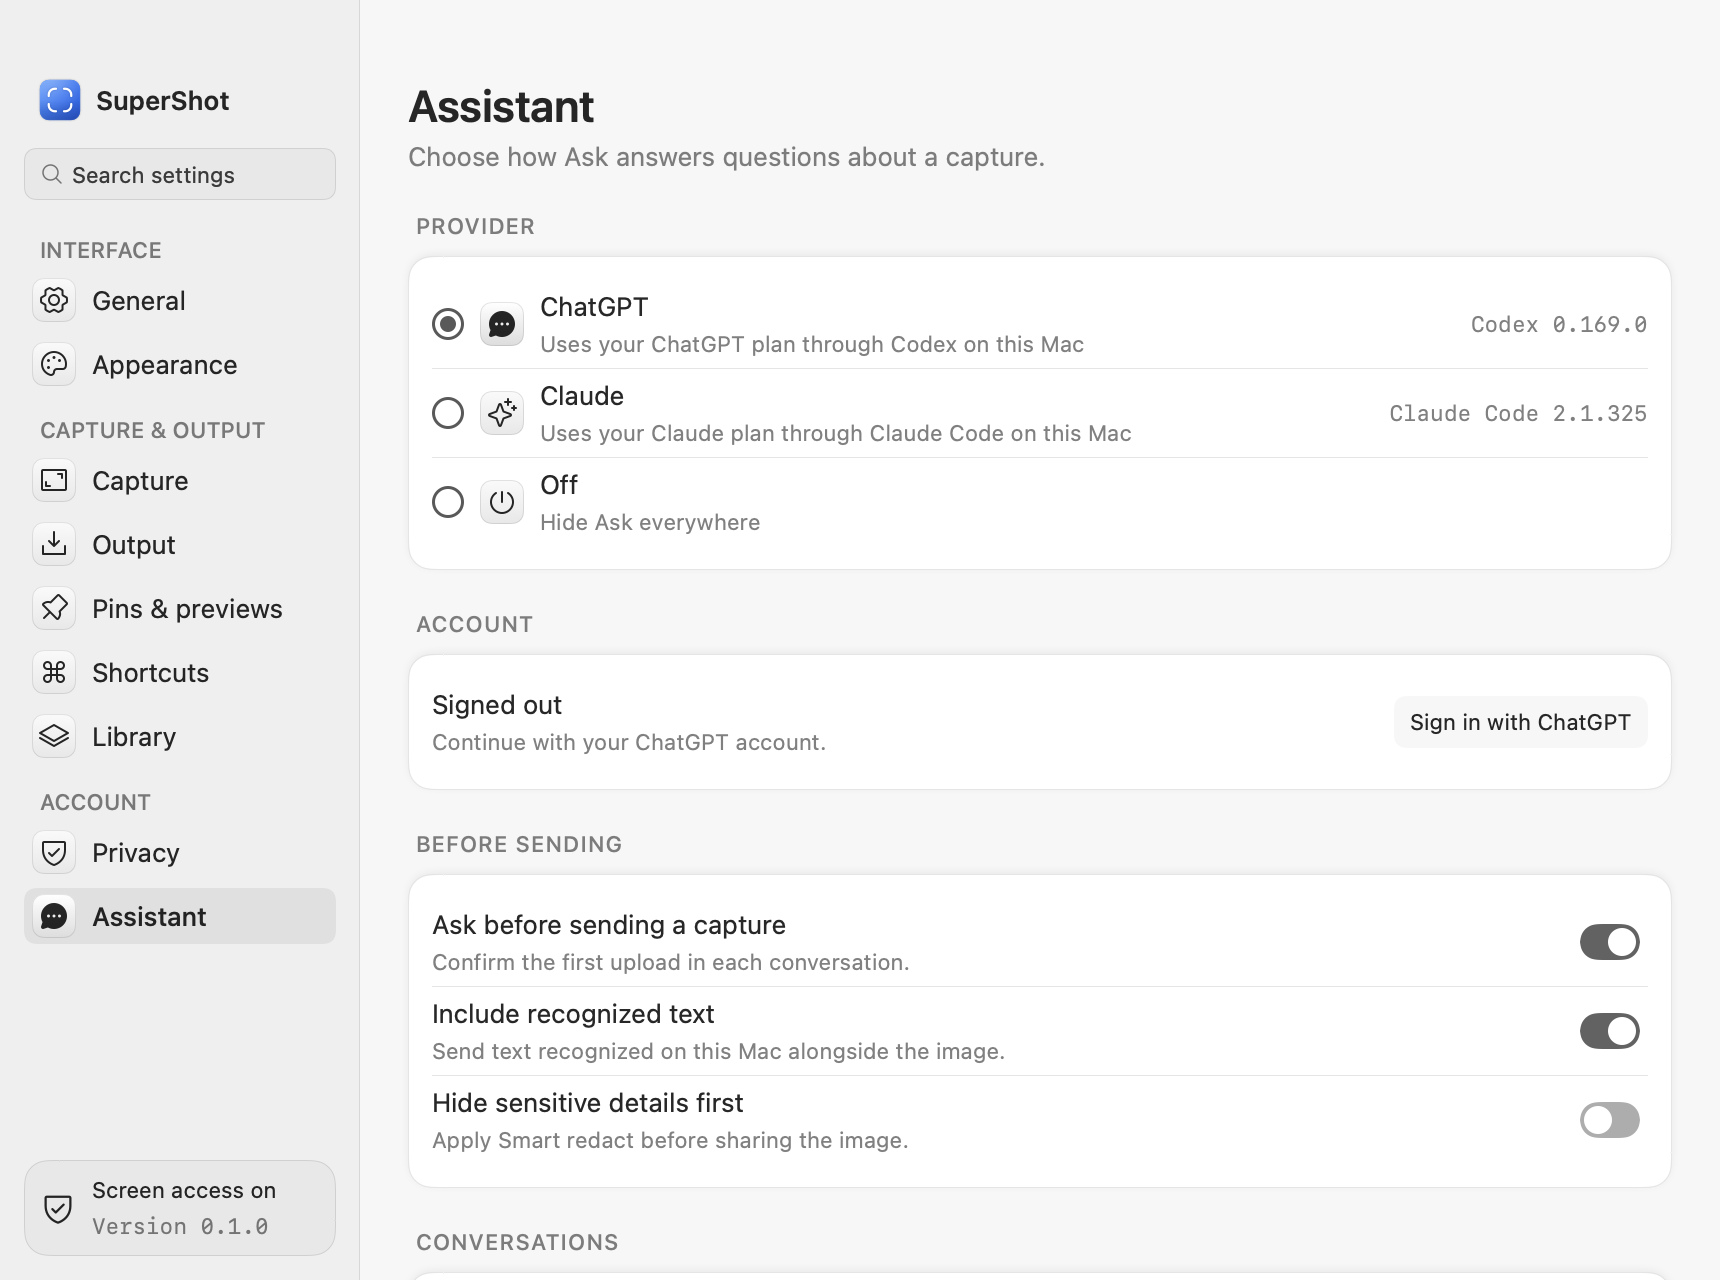 SuperShot
Search settings
INTERFACE
General
Appearance
CAPTURE & OUTPUT
Capture
Output
Pins & previews
Shortcuts
Library
ACCOUNT
Privacy
Assistant
Screen access on
Version 0.1.0
Assistant
Choose how Ask answers questions about a capture.
PROVIDER
ChatGPT
Uses your ChatGPT plan through Codex on this Mac
Codex 0.169.0
Claude
Uses your Claude plan through Claude Code on this Mac
Claude Code 2.1.325
Off
Hide Ask everywhere
ACCOUNT
Signed out
Continue with your ChatGPT account.
Sign in with ChatGPT
BEFORE SENDING
Ask before sending a capture
Confirm the first upload in each conversation.
Include recognized text
Send text recognized on this Mac alongside the image.
Hide sensitive details first
Apply Smart redact before sharing the image.
CONVERSATIONS